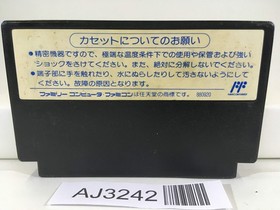 カセットについてのお願い
●精密機器ですので、極端な温度条件下での使用や保管および強い
ショックをさけてください。また、絶対に分解しないでください。
●端子部に手を触れたり、水にぬらしたりして汚さないようにして
ください。故障の原因となります。
ファミリー コンピュータ ファミコンは任天堂の商標です。
AJ3242